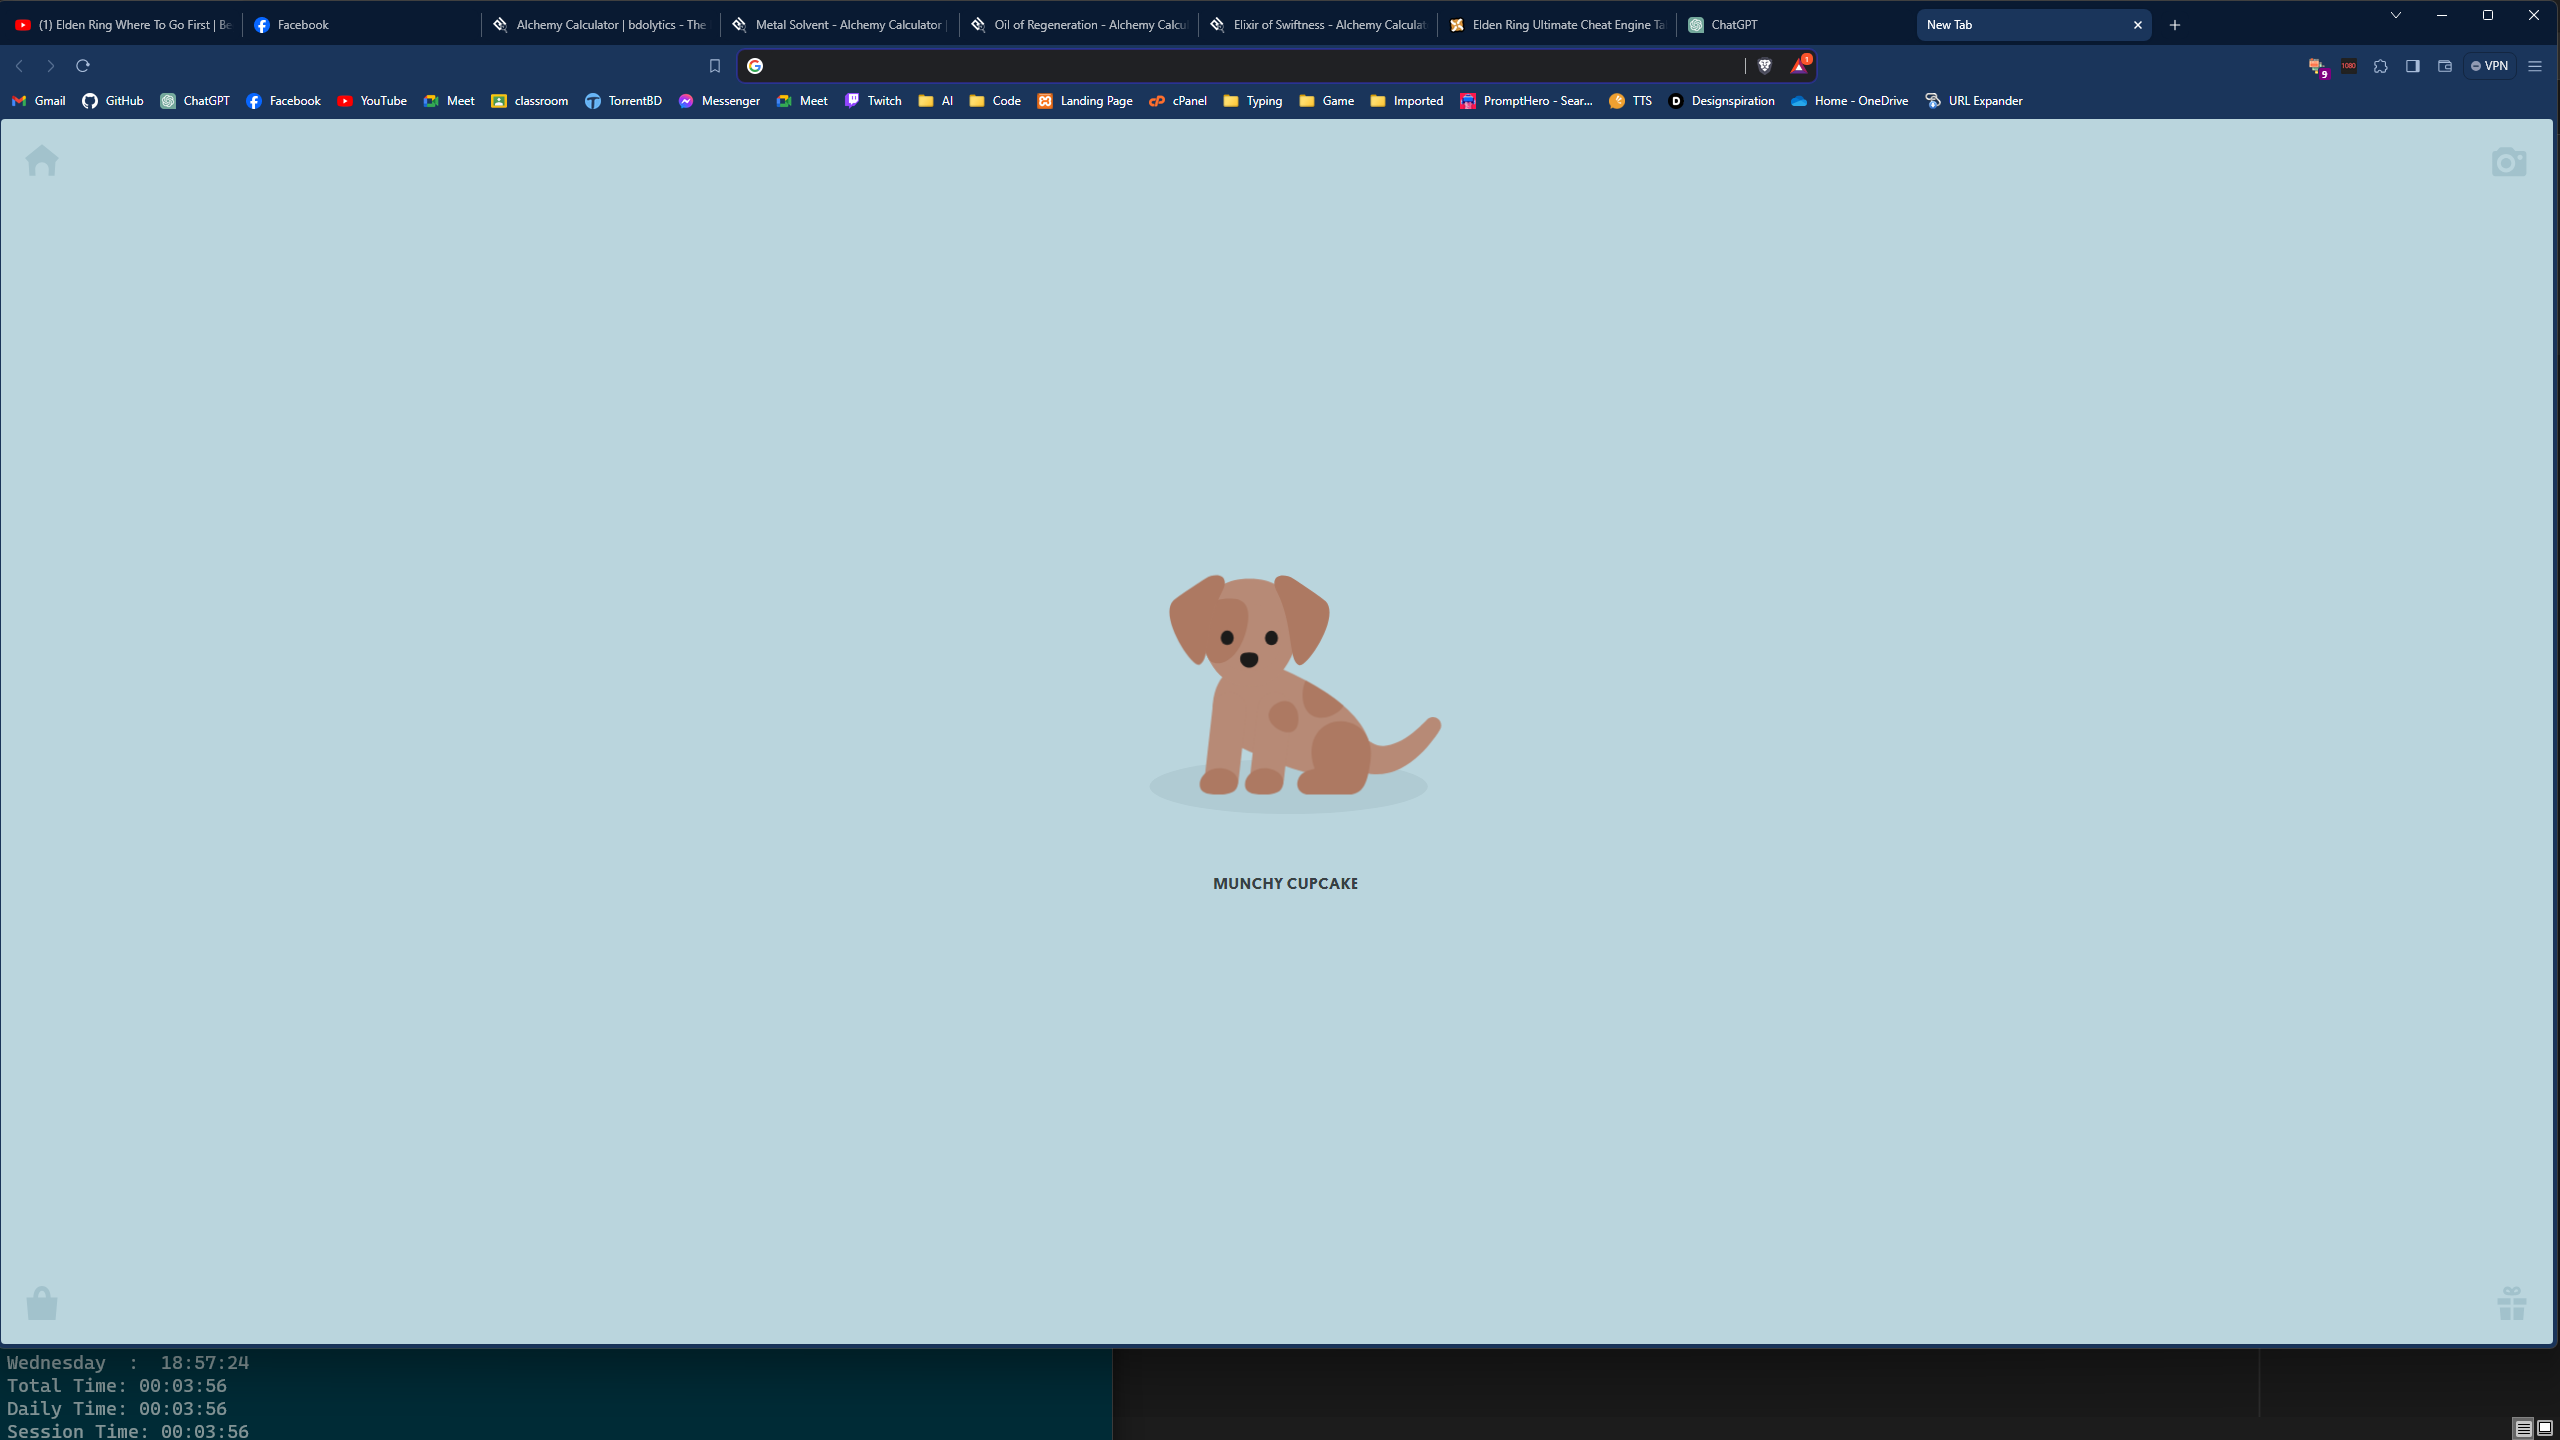 (1) Elden Ring Where To Go First | Be
Facebook
Alchemy Calculator | bdolytics - The
Metal Solvent - Alchemy Calculator |
Oil of Regeneration - Alchemy Calcul
Elixir of Swiftness - Alchemy Calculat
Elden Ring Ultimate Cheat Engine Ta
ChatGPT
New Tab
1
9
1080
VPN
Gmail
GitHub
ChatGPT
Facebook
YouTube
Meet
classroom
TorrentBD
Messenger
Meet
Twitch
AI
Code
Landing Page
cPanel
Typing
Game
Imported
PromptHero - Sear...
TTS
Designspiration
Home - OneDrive
URL Expander
MUNCHY CUPCAKE
Wednesday : 18:57:24
Total Time: 00:03:56
Daily Time: 00:03:56
Session Time: 00:03:56